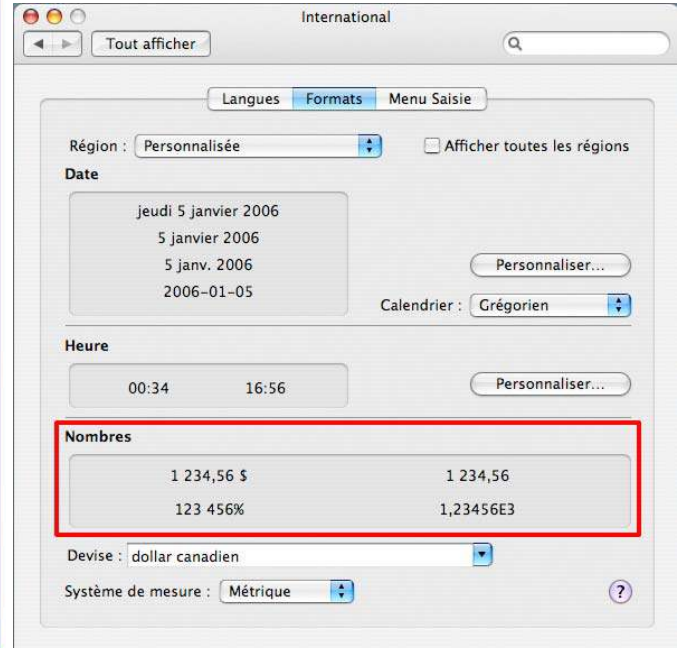 International
Tout afficher
Langues Formats Menu Saisie
Région : Personnalisée Afficher toutes les régions
Date
jeudi 5 janvier 2006
5 janvier 2006
5 janv. 2006 Personnaliser...
2006-01-05
Calendrier : Grégorien
Heure
00:34 16:56 Personnaliser...
Nombres
1 234,56 $ 1 234,56
123 456% 1,23456E3
Devise : dollar canadien
Système de mesure : Métrique ?